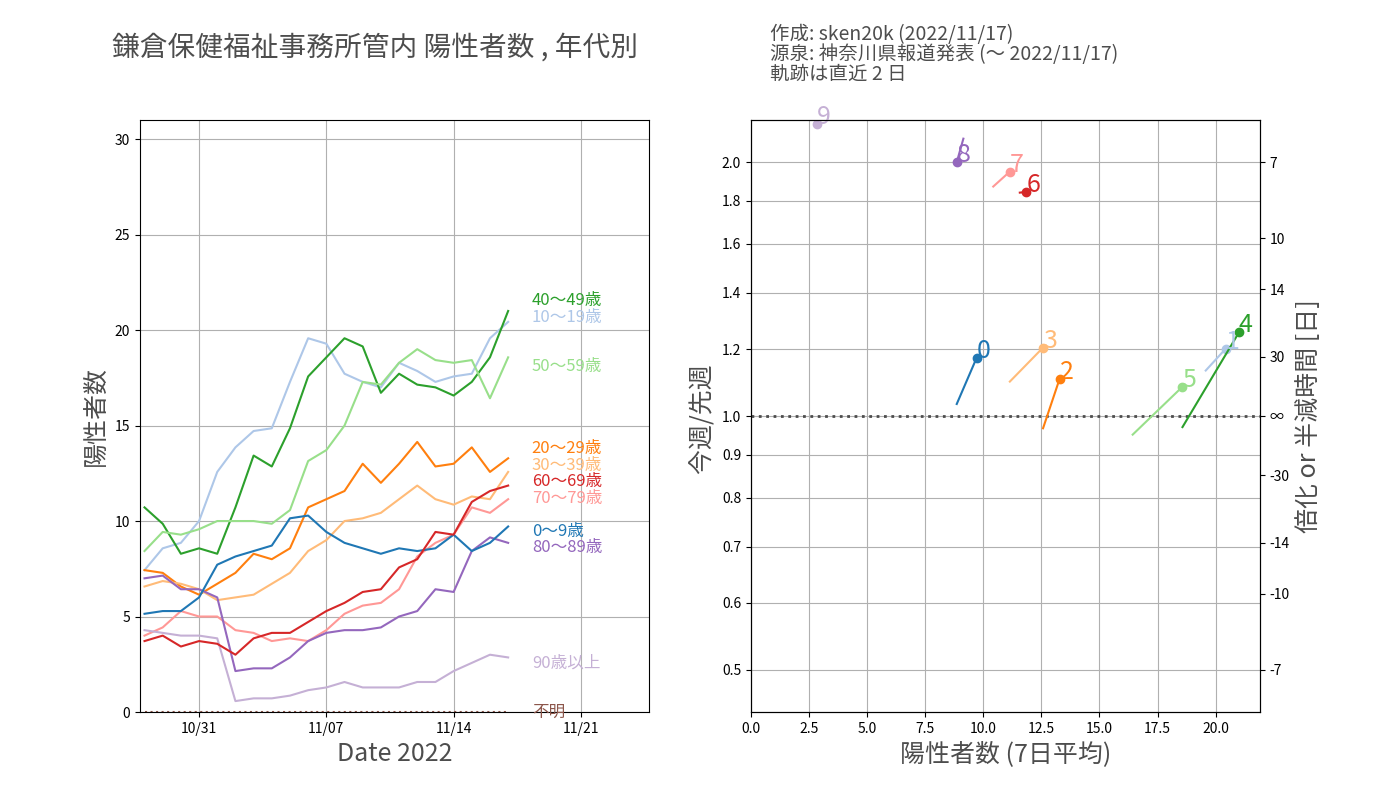 鎌倉保健福祉事務所管内 陽性者数 , 年代別
作成: sken20k (2022/11/17)
源泉: 神奈川県報道発表 (〜 2022/11/17)
軌跡は直近 2 日
陽性者数
30
25
20
15
10
5
0
10/31
11/07
11/14
11/21
Date 2022
40〜49歳
10〜19歳
50〜59歳
20〜29歳
30〜39歳
60〜69歳
70〜79歳
0〜9歳
80〜89歳
90歳以上
不明
今週/先週
2.0
1.8
1.6
1.4
1.2
1.0
0.9
0.8
0.7
0.6
0.5
9
8
7
6
3
0
2
4
1
5
0.0
2.5
5.0
7.5
10.0
12.5
15.0
17.5
20.0
陽性者数 (7日平均)
7
10
14
30
∞
-30
-14
-10
-7
倍化 or 半減時間 [日]